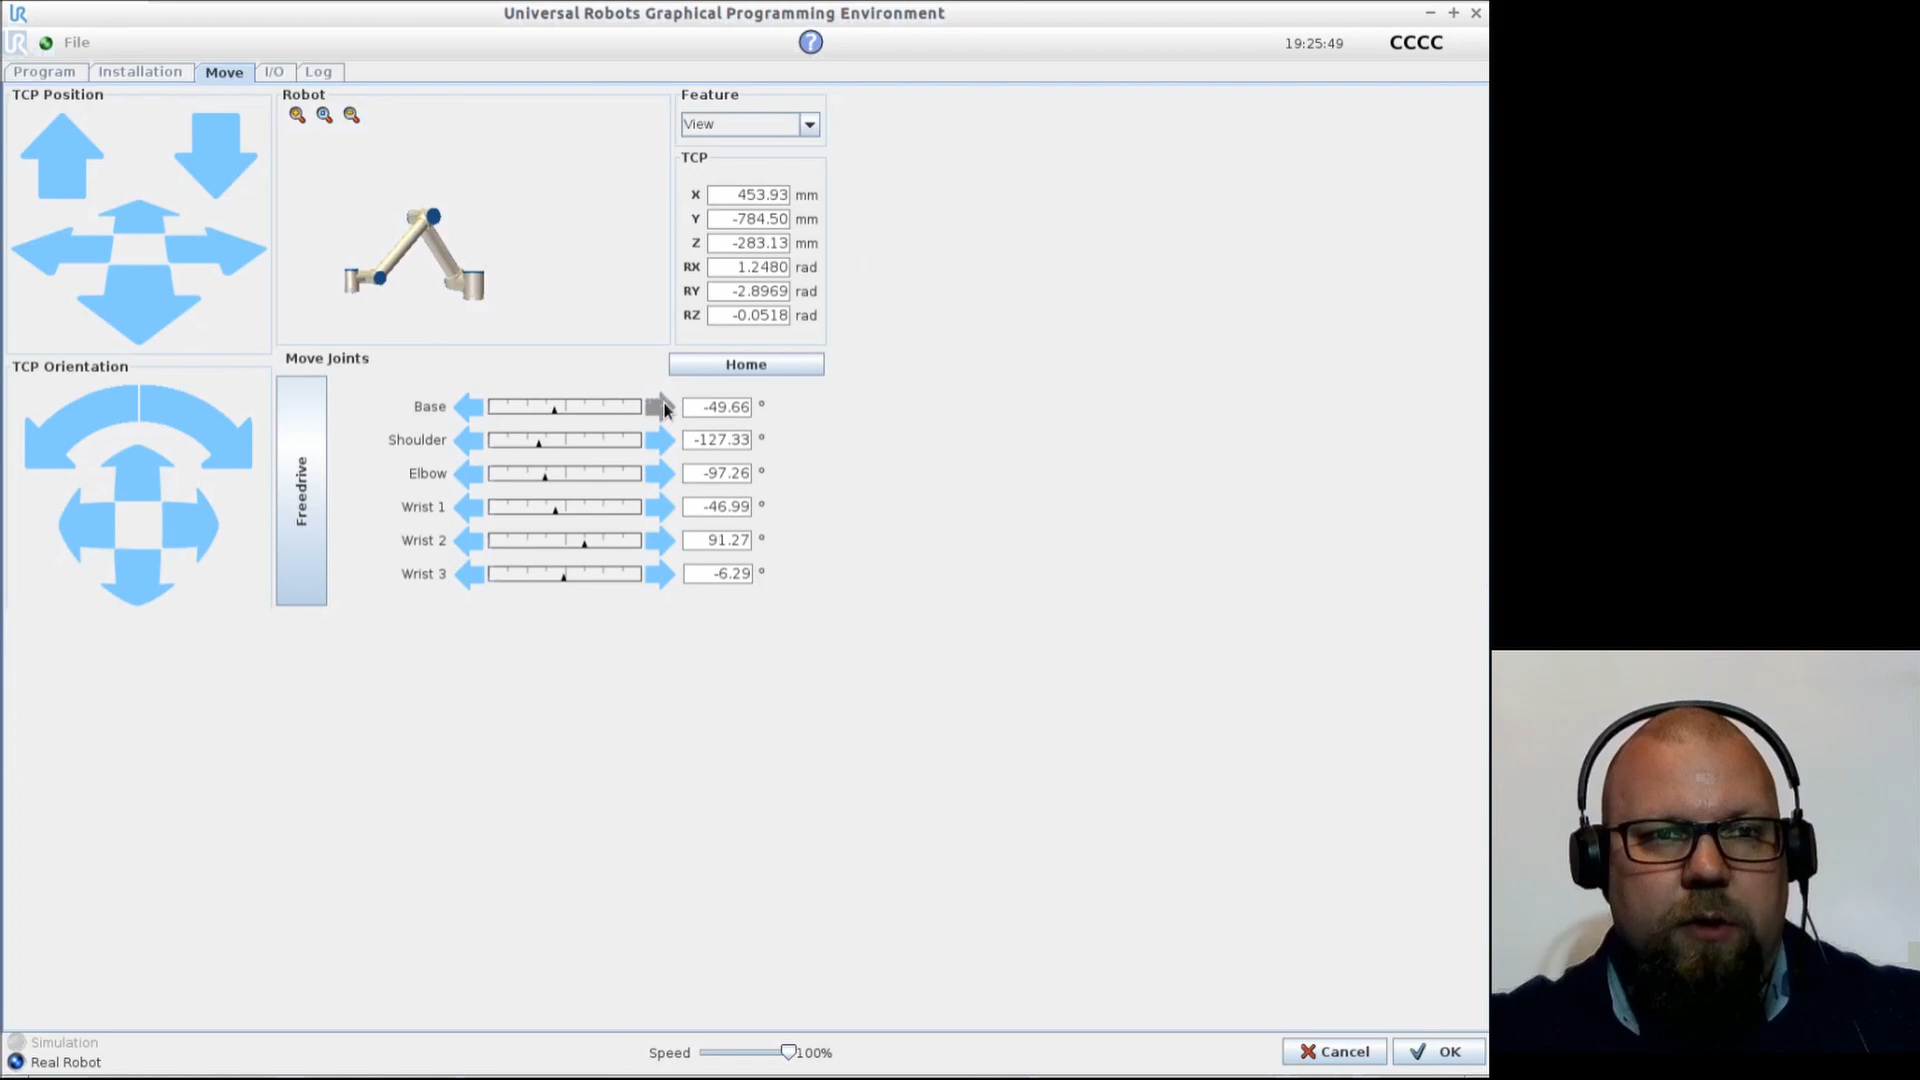 UR Universal Robots Graphical Programming Environment
UR File ? 19:25:49 CCCC
Program Installation Move I/O Log
TCP Position
Robot
Feature
View
TCP
X 453.93 mm
Y -784.50 mm
Z -283.13 mm
RX 1.2480 rad
RY -2.8969 rad
RZ -0.0518 rad
Home
TCP Orientation
Move Joints
Freedrive
Base -49.66 °
Shoulder -127.33 °
Elbow -97.26 °
Wrist 1 -46.99 °
Wrist 2 91.27 °
Wrist 3 -6.29 °
Simulation
Real Robot
Speed 100%
Cancel OK